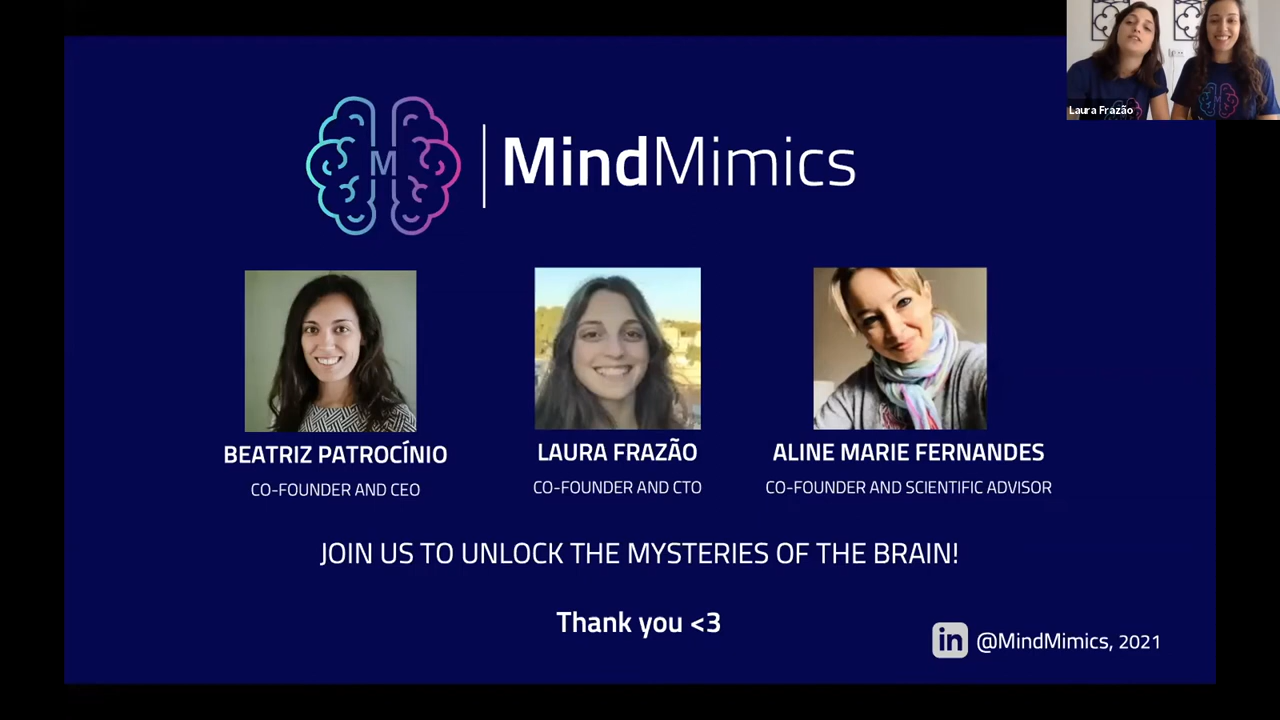 Laura Frazão
M
MindMimics
BEATRIZ PATROCÍNIO
CO-FOUNDER AND CEO
LAURA FRAZÃO
CO-FOUNDER AND CTO
ALINE MARIE FERNANDES
CO-FOUNDER AND SCIENTIFIC ADVISOR
JOIN US TO UNLOCK THE MYSTERIES OF THE BRAIN!
Thank you <3
in @MindMimics, 2021